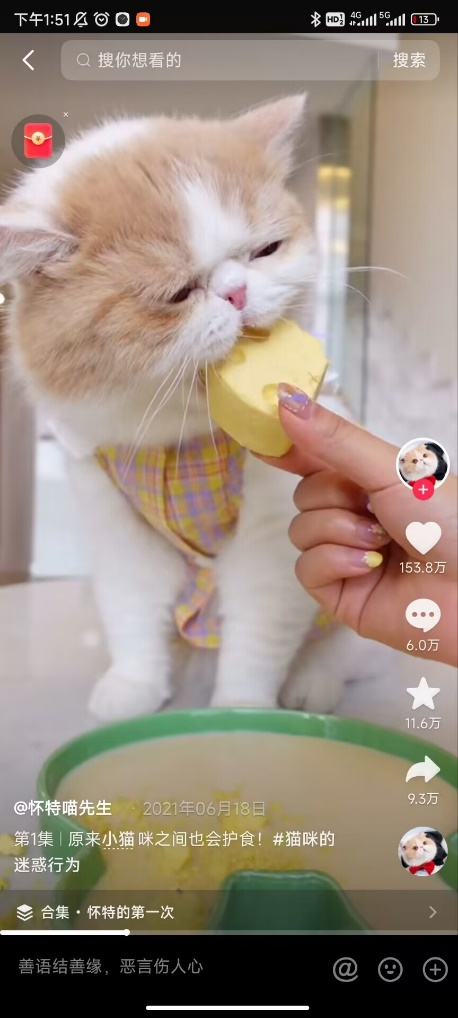 下午1:51
HD2
4G
5G
13
搜你想看的
搜索
153.8万
6.0万
11.6万
9.3万
@怀特喵先生 · 2021年06月18日
第1集 | 原来小猫咪之间也会护食！#猫咪的
迷惑行为
合集 · 怀特的第一次
善语结善缘，恶言伤人心